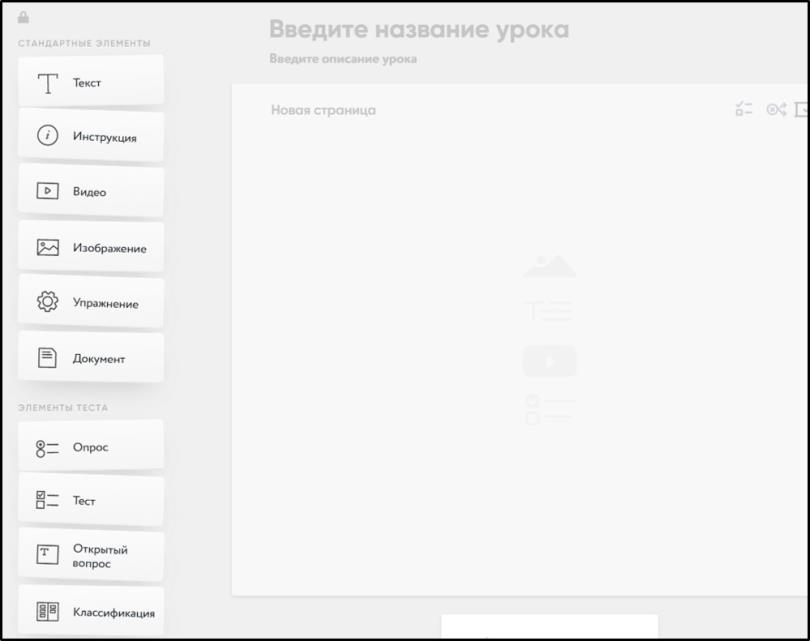 СТАНДАРТНЫЕ ЭЛЕМЕНТЫ
Текст
Инструкция
Видео
Изображение
Упражнение
Документ
ЭЛЕМЕНТЫ ТЕСТА
Опрос
Тест
Открытый
вопрос
Классификация
Введите название урока
Введите описание урока
Новая страница